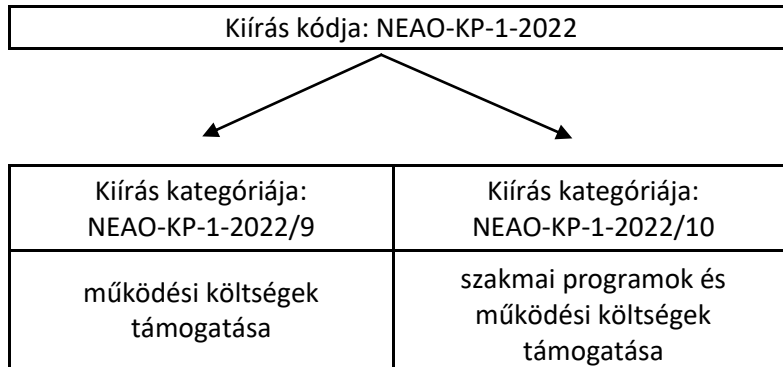 Kiírás kódja: NEAO-KP-1-2022
Kiírás kategóriája:
NEAO-KP-1-2022/9
Kiírás kategóriája:
NEAO-KP-1-2022/10
működési költségek
támogatása
szakmai programok és
működési költségek
támogatása